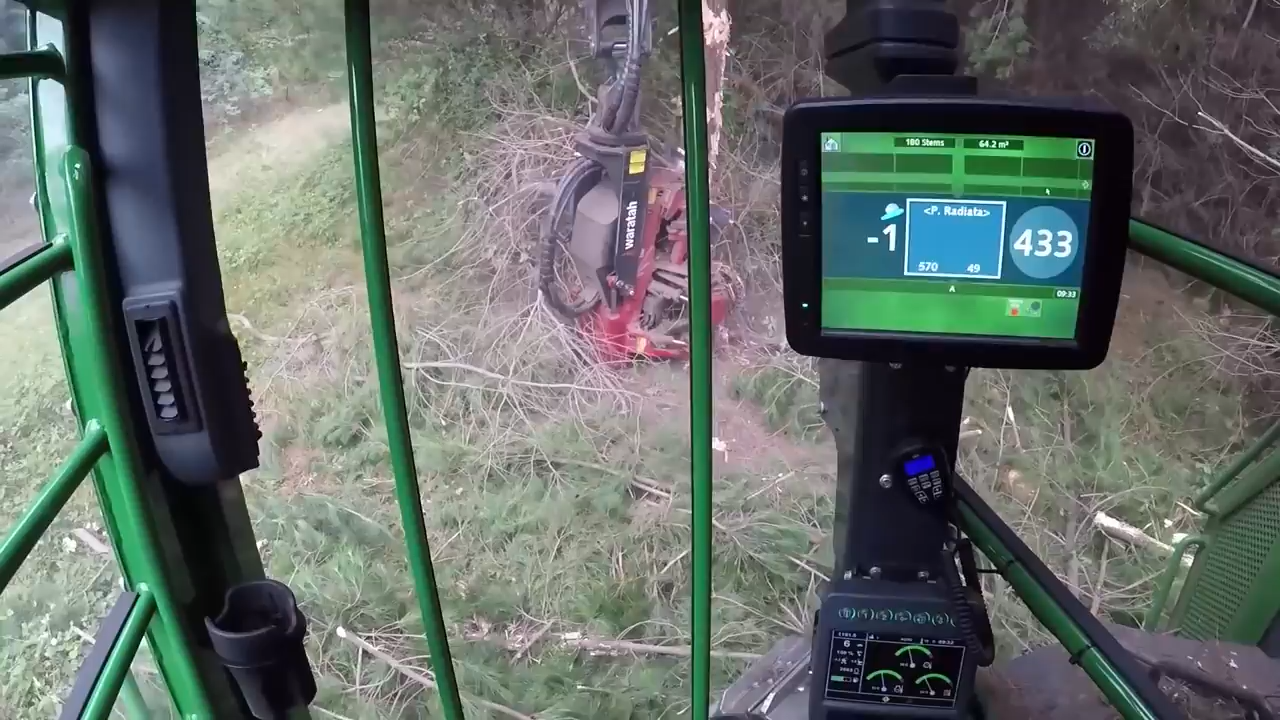 180 Stems 64.2 m³
waratah
<P. Radiata>
-1
433
570 49
A
09:33